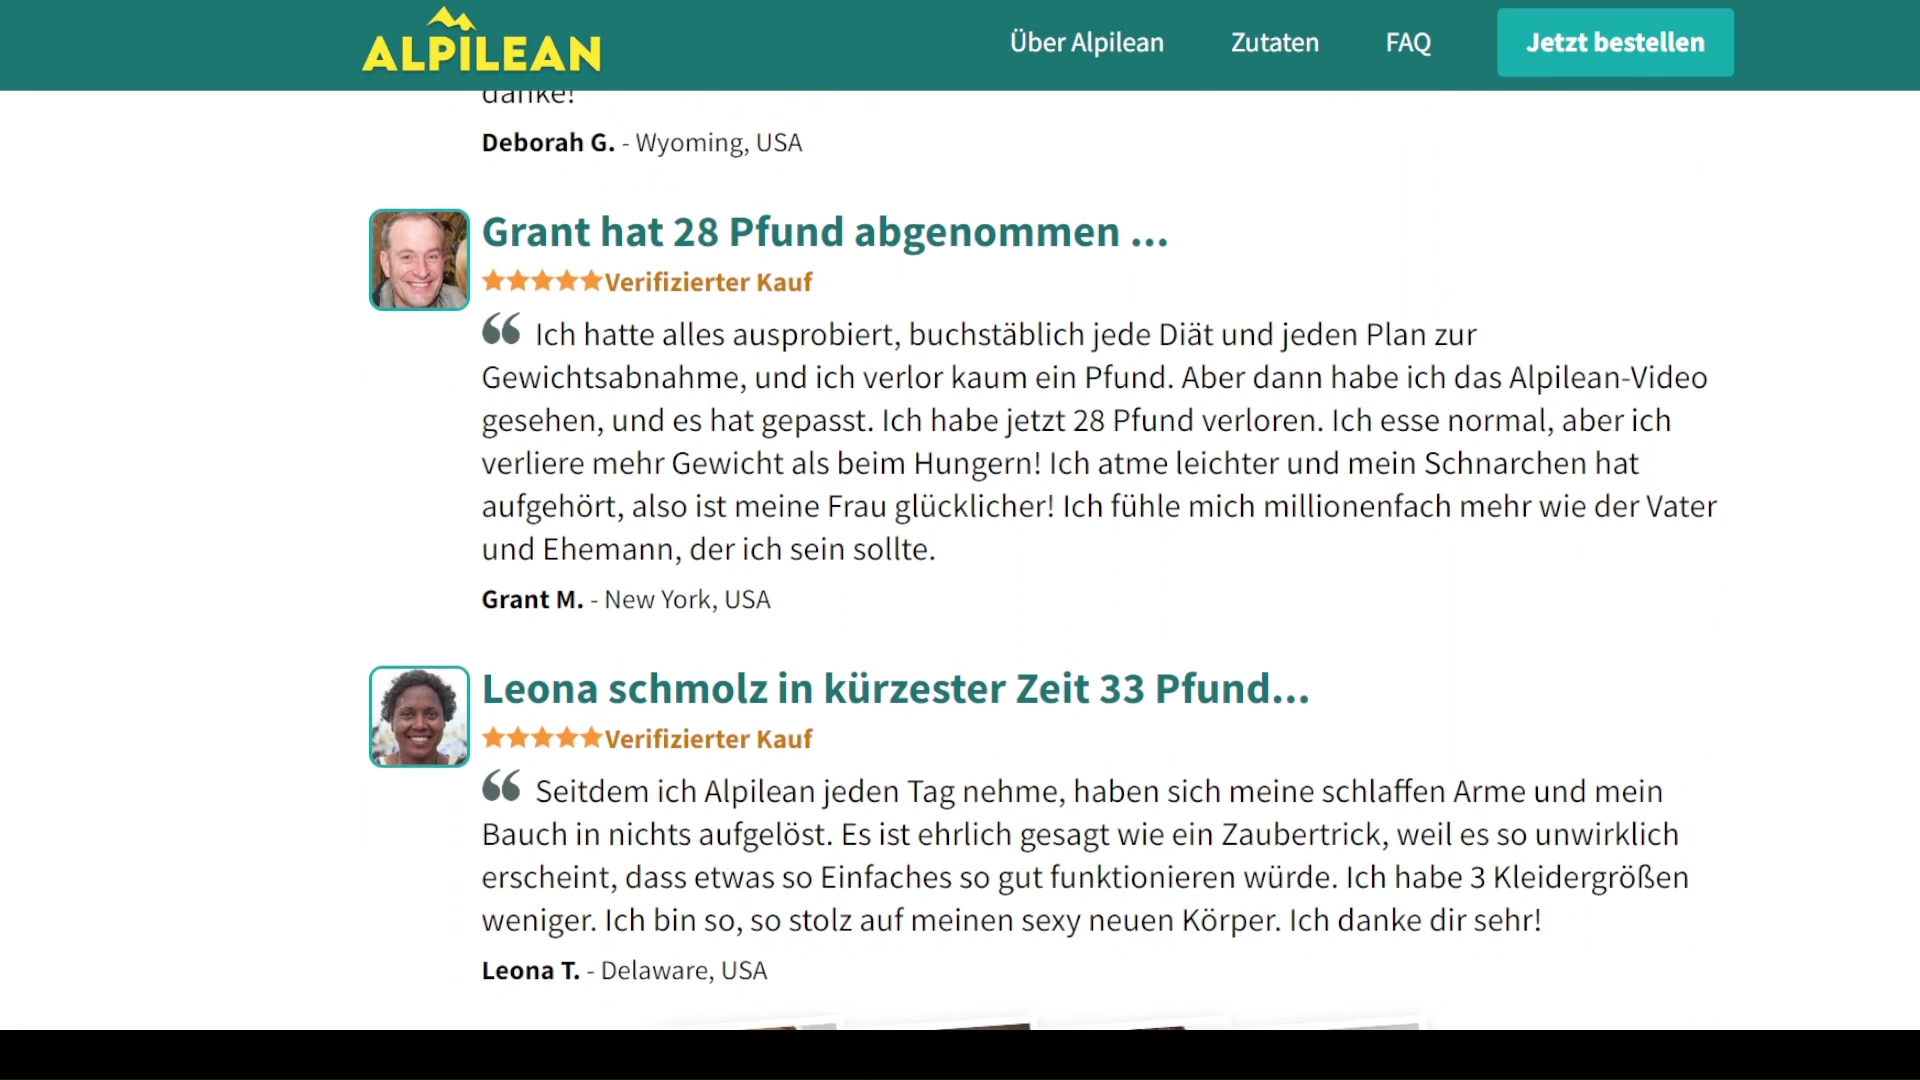 ALPILEAN
Über Alpilean
Zutaten
FAQ
Jetzt bestellen
danke!
Deborah G. - Wyoming, USA
Grant hat 28 Pfund abgenommen ...
Verifizierter Kauf
“ Ich hatte alles ausprobiert, buchstäblich jede Diät und jeden Plan zur
Gewichtsabnahme, und ich verlor kaum ein Pfund. Aber dann habe ich das Alpilean-Video
gesehen, und es hat gepasst. Ich habe jetzt 28 Pfund verloren. Ich esse normal, aber ich
verliere mehr Gewicht als beim Hungern! Ich atme leichter und mein Schnarchen hat
aufgehört, also ist meine Frau glücklicher! Ich fühle mich millionenfach mehr wie der Vater
und Ehemann, der ich sein sollte.
Grant M. - New York, USA
Leona schmolz in kürzester Zeit 33 Pfund...
Verifizierter Kauf
“ Seitdem ich Alpilean jeden Tag nehme, haben sich meine schlaffen Arme und mein
Bauch in nichts aufgelöst. Es ist ehrlich gesagt wie ein Zaubertrick, weil es so unwirklich
erscheint, dass etwas so Einfaches so gut funktionieren würde. Ich habe 3 Kleidergrößen
weniger. Ich bin so, so stolz auf meinen sexy neuen Körper. Ich danke dir sehr!
Leona T. - Delaware, USA